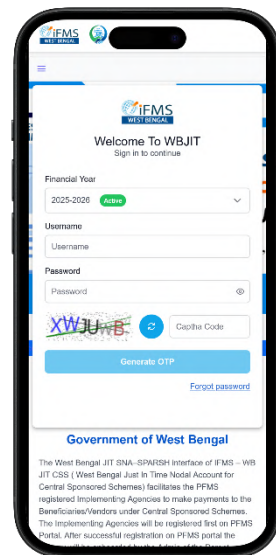 iFMS
WEST BENGAL
iFMS
WEST BENGAL
Welcome To WBJIT
Sign in to continue
Financial Year
2025-2026 Active
Username
Username
Password
Password
XWJUWB
Captha Code
Generate OTP
Forgot password
Government of West Bengal
The West Bengal JIT SNA–SPARSH interface of IFMS – WB
JIT CSS ( West Bengal Just In Time Nodal Account for
Central Sponsored Schemes) facilitates the PFMS
registered Implementing Agencies to make payments to the
Beneficiaries/Vendors under Central Sponsored Schemes.
The Implementing Agencies will be registered first on PFMS
Portal. After successful registration on PFMS portal the